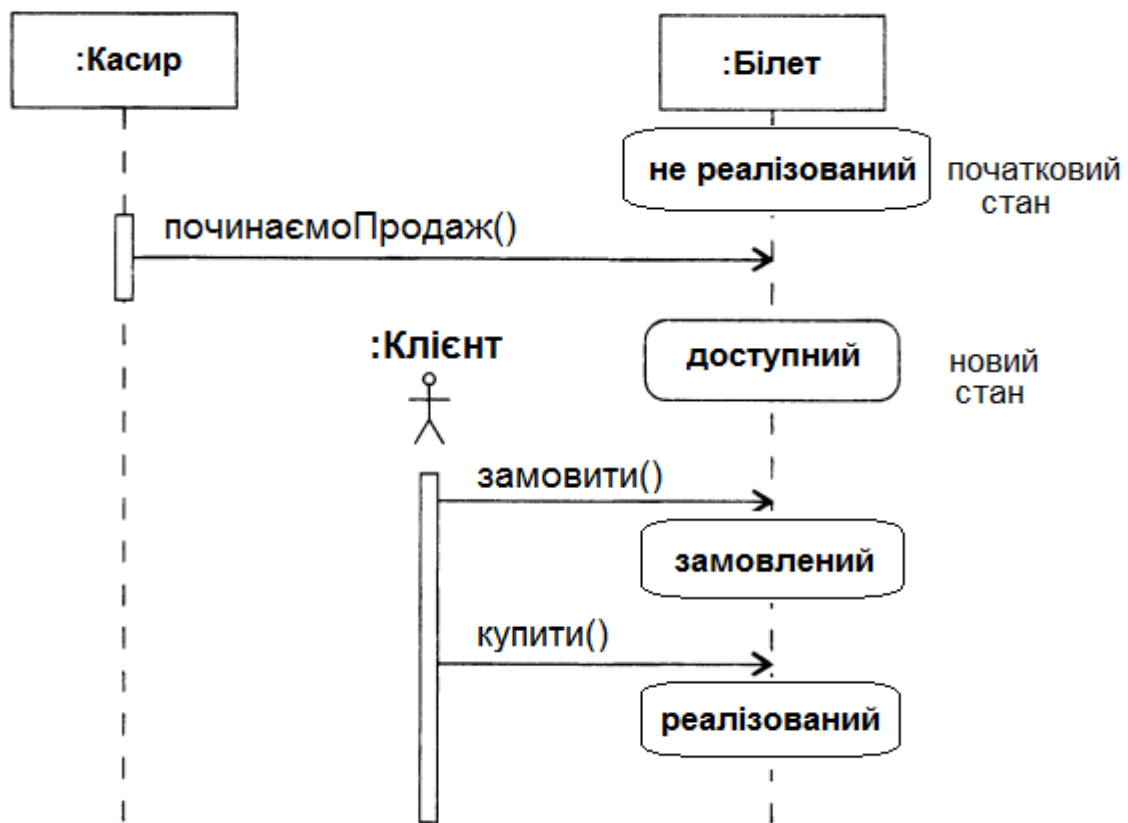 :Касир
:Білет
не реалізований
початковий
стан
починаємоПродаж()
:Клієнт
доступний
новий
стан
замовити()
замовлений
купити()
реалізований